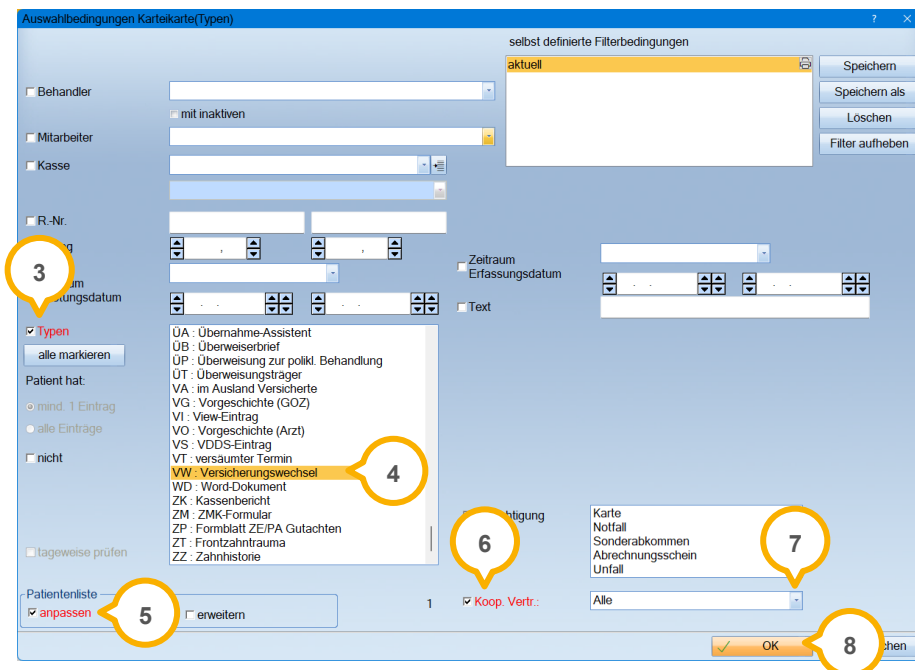 Auswahlbedingungen Karteikarte(Typen)
selbst definierte Filterbedingungen
aktuell
Speichern
Speichern als
Löschen
Filter aufheben
Behandler
mit inaktiven
Mitarbeiter
Kasse
R.-Nr.
Zeitraum
Erfassungsdatum
Text
3
Typen
alle markieren
Patient hat:
mind. 1 Eintrag
alle Einträge
nicht
tageweise prüfen
ÜA : Übernahme-Assistent
ÜB : Überweiserbrief
ÜP : Überweisung zur polikl. Behandlung
ÜT : Überweisungsträger
VA : im Ausland Versicherte
VG : Vorgeschichte (GOZ)
VI : View-Eintrag
VO : Vorgeschichte (Arzt)
VS : VDDS-Eintrag
VT : versäumter Termin
VW : Versicherungswechsel
WD : Word-Dokument
ZK : Kassenbericht
ZM : ZMK-Formular
ZP : Formblatt ZE/PA Gutachten
ZT : Frontzahntrauma
ZZ : Zahnhistorie
4
Karte
Notfall
Sonderabkommen
Abrechnungsschein
Unfall
6
7
Patientenliste
anpassen
5
erweitern
1
Koop. Vertr.:
Alle
OK
8